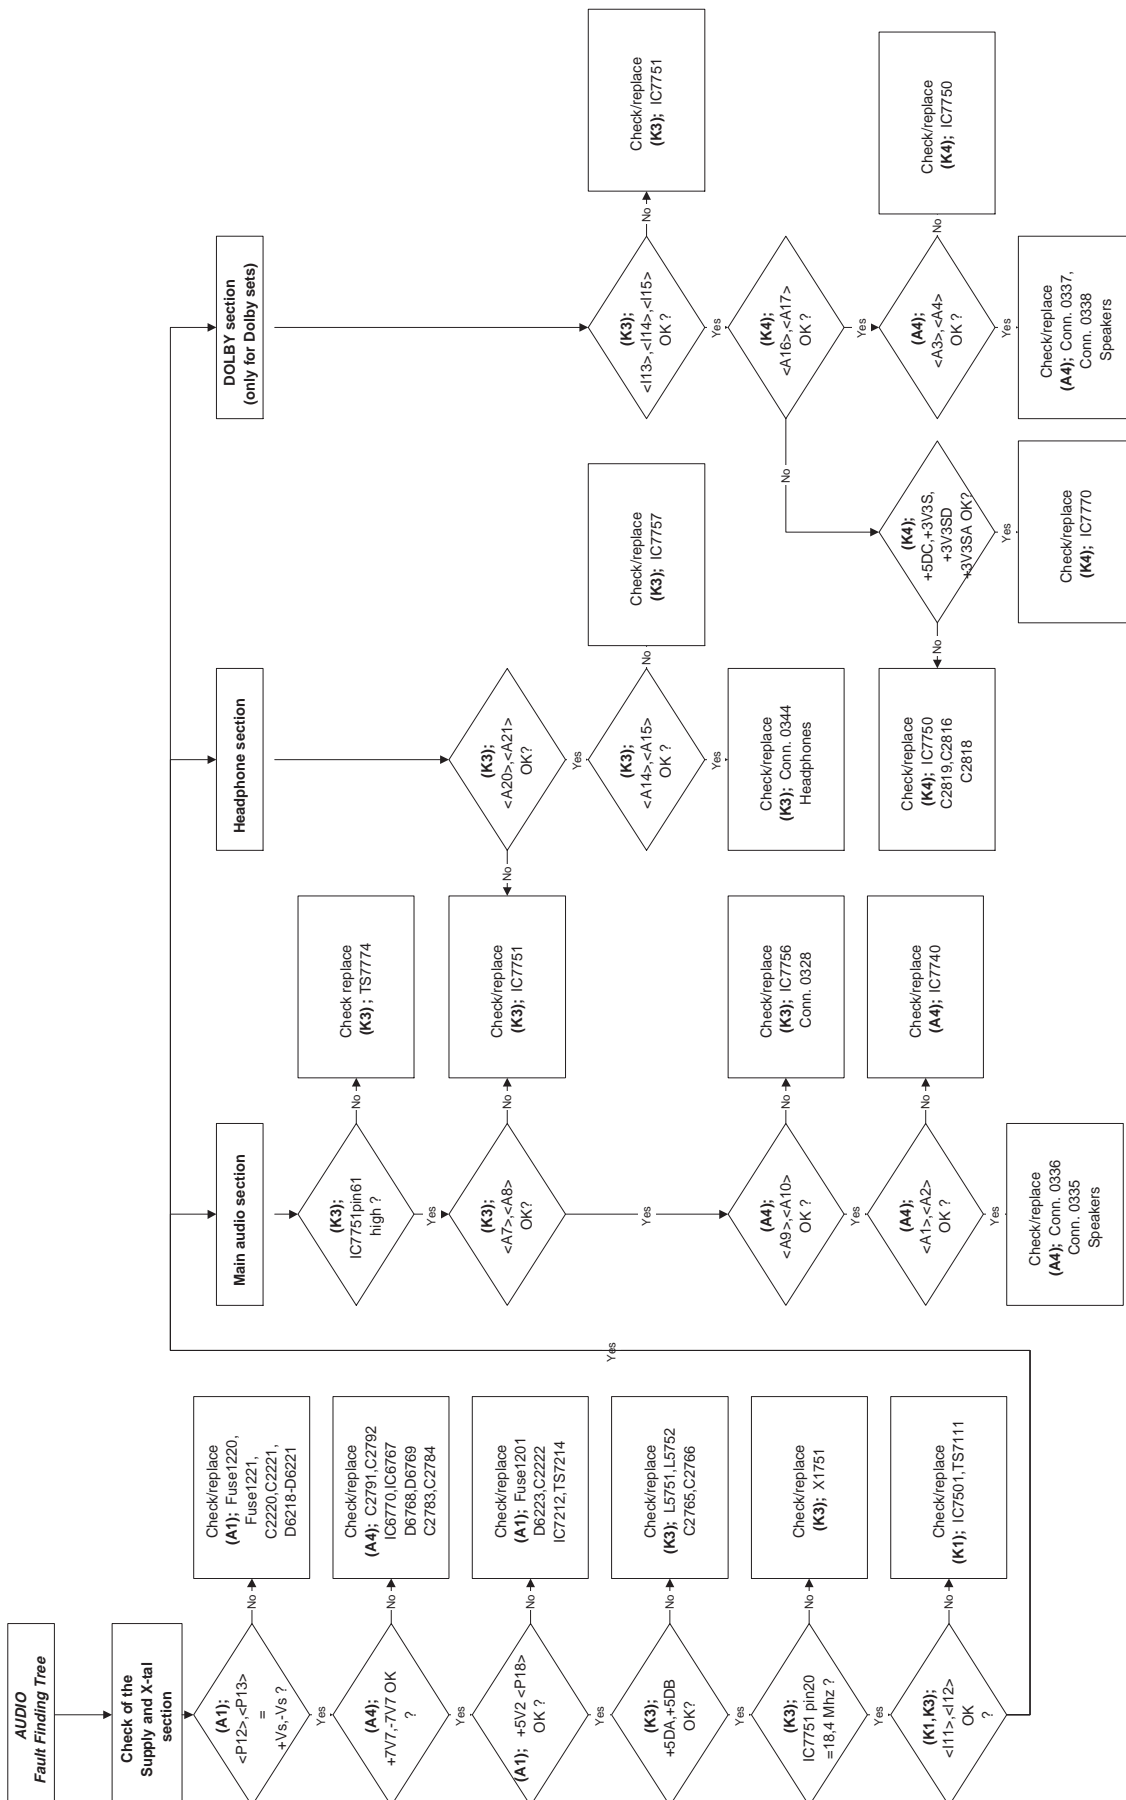 AUDIO
Fault Finding Tree
Check of the
Supply and X-tal
section
(A1);
<P12>,<P13>
=
+Vs,-Vs ?
No
Check/replace
(A1); Fuse1220,
Fuse1221,
C2220,C2221,
D6218-D6221
Yes
(A4);
+7V7,-7V7 OK
?
No
Check/replace
(A4); C2791,C2792
IC6770,IC6767
D6768,D6769
C2783,C2784
Yes
(A1); +5V2 <P18>
OK ?
No
Check/replace
(A1); Fuse1201
D6223,C2222
IC7212,TS7214
Yes
(K3);
+5DA,+5DB
OK?
No
Check/replace
(K3); L5751,L5752
C2765,C2766
Yes
(K3);
IC7751 pin20
=18,4 Mhz ?
No
Check/replace
(K3); X1751
Yes
(K1,K3);
<I11>,<I12>
OK
?
No
Check/replace
(K1); IC7501,TS7111
Yes
Main audio section
(K3);
IC7751pin61
high ?
No
Check replace
(K3) ; TS7774
Yes
(K3);
<A7>,<A8>
OK?
No
Check/replace
(K3); IC7751
Yes
(A4);
<A9>,<A10>
OK ?
No
Check/replace
(K3); IC7756
Conn. 0328
Yes
(A4);
<A1>,<A2>
OK ?
No
Check/replace
(A4); IC7740
Yes
Check/replace
(A4); Conn. 0336
Conn. 0335
Speakers
Headphone section
(K3);
<A20>,<A21>
OK?
No
Yes
(K3);
<A14>,<A15>
OK ?
No
Check/replace
(K3); IC7757
Yes
Check/replace
(K3); Conn. 0344
Headphones
DOLBY section
(only for Dolby sets)
(K3);
<I13>,<I14>,<I15>
OK ?
No
Check/replace
(K3); IC7751
Yes
(K4);
<A16>,<A17>
OK ?
No
Yes
(K4);
+5DC,+3V3S,
+3V3SD
+3V3SA OK?
No
Check/replace
(K4); IC7750
C2819,C2816
C2818
Yes
Check/replace
(K4); IC7770
(A4);
<A3>,<A4>
OK ?
No
Check/replace
(K4); IC7750
Yes
Check/replace
(A4); Conn. 0337,
Conn. 0338
Speakers